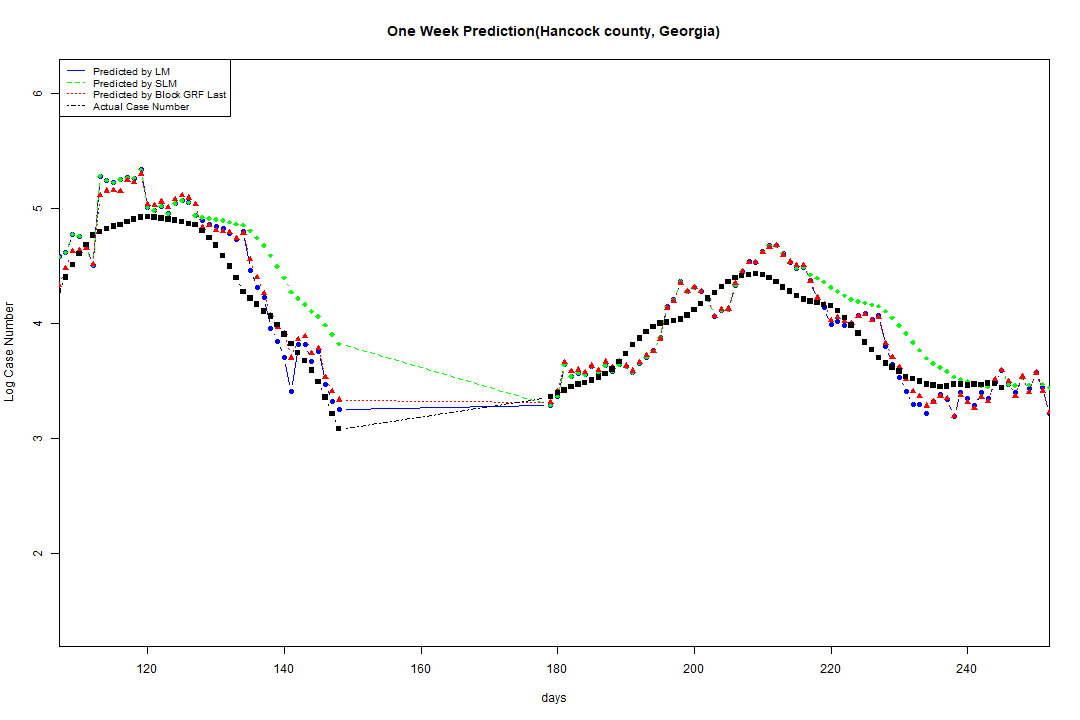 One Week Prediction(Hancock county, Georgia)
Predicted by LM
Predicted by SLM
Predicted by Block GRF Last
Actual Case Number
6
5
4
3
2
Log Case Number
120 140 160 180 200 220 240
days